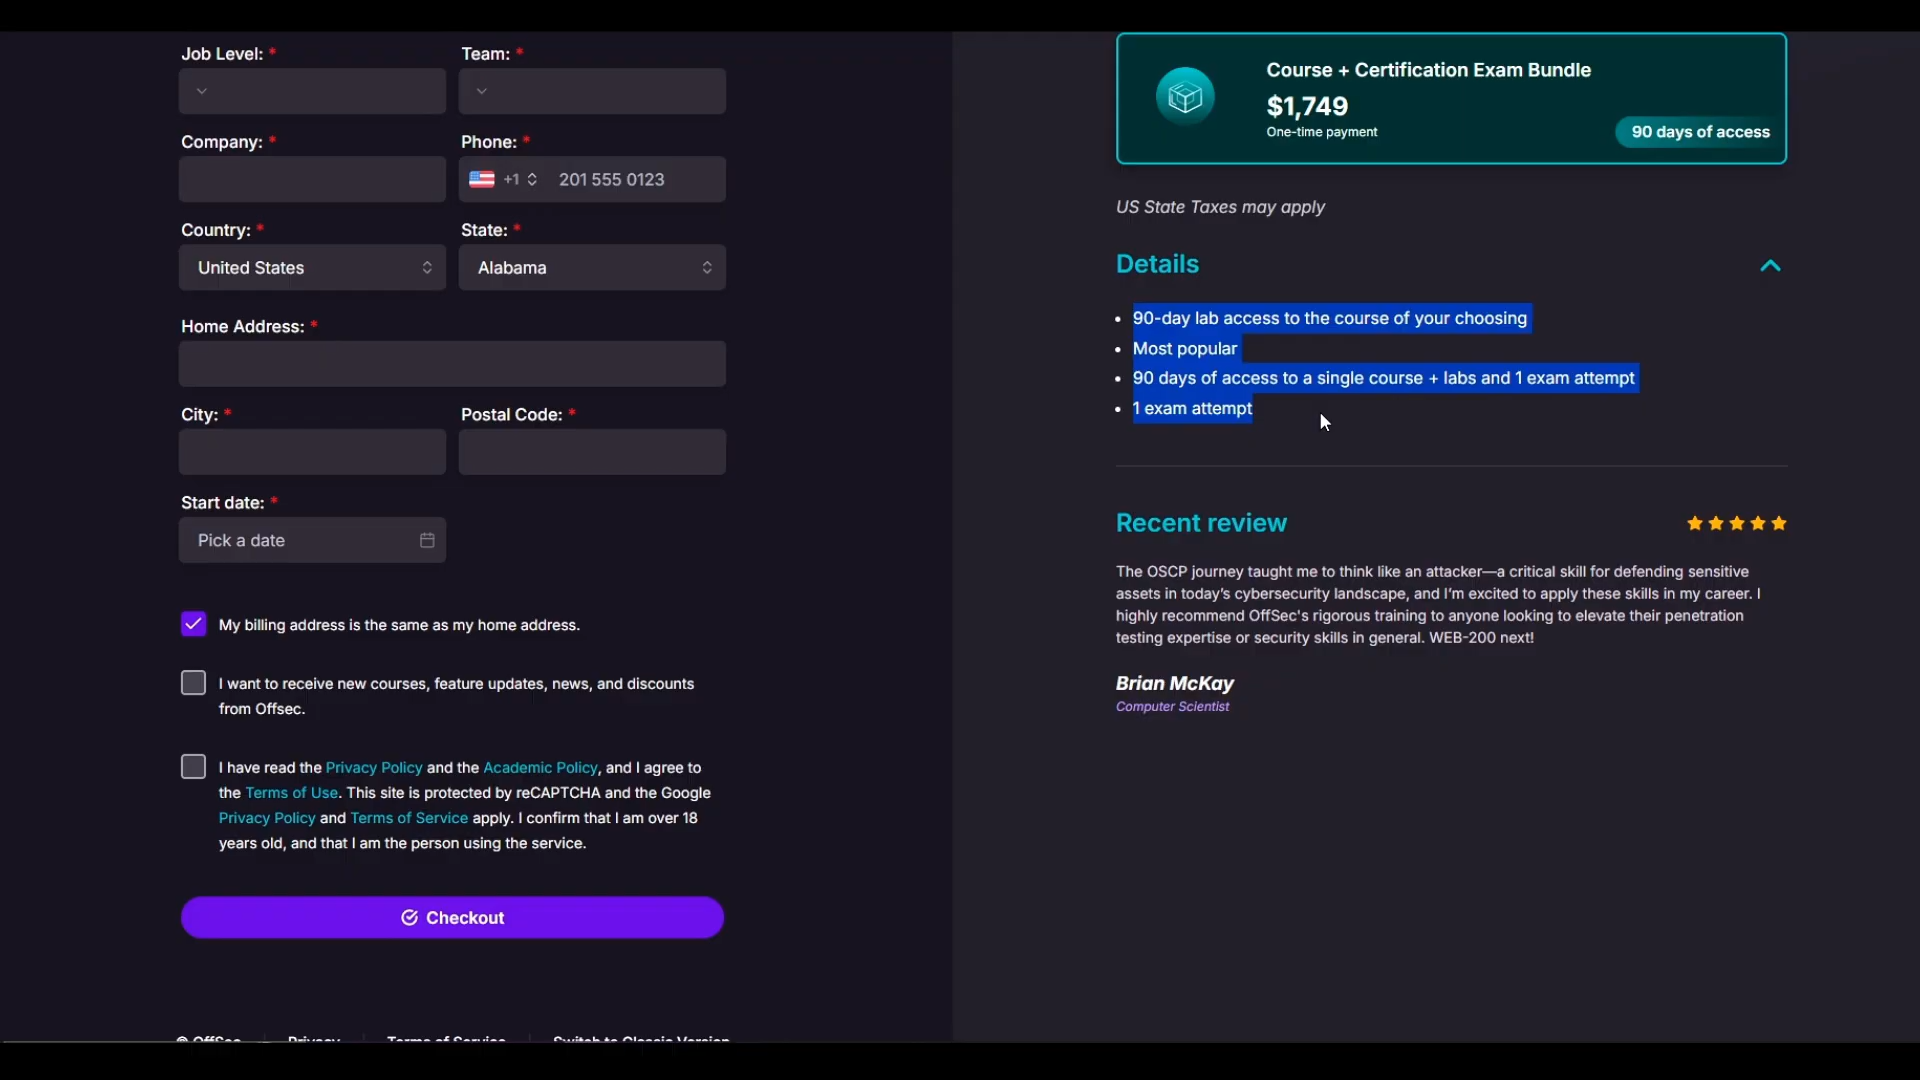 Job Level: *
Team: *
Company: *
Phone: *
+1
201 555 0123
Country: *
State: *
United States
Alabama
Home Address: *
City: *
Postal Code: *
Start date: *
Pick a date
My billing address is the same as my home address.
I want to receive new courses, feature updates, news, and discounts
from Offsec.
I have read the Privacy Policy and the Academic Policy, and I agree to
the Terms of Use. This site is protected by reCAPTCHA and the Google
Privacy Policy and Terms of Service apply. I confirm that I am over 18
years old, and that I am the person using the service.
Checkout
© OffSec
Privacy
Terms of Service
Switch to Classic Version
Course + Certification Exam Bundle
$1,749
One-time payment
90 days of access
US State Taxes may apply
Details
• 90-day lab access to the course of your choosing
• Most popular
• 90 days of access to a single course + labs and 1 exam attempt
• 1 exam attempt
Recent review
The OSCP journey taught me to think like an attacker—a critical skill for defending sensitive
assets in today’s cybersecurity landscape, and I’m excited to apply these skills in my career. I
highly recommend OffSec's rigorous training to anyone looking to elevate their penetration
testing expertise or security skills in general. WEB-200 next!
Brian McKay
Computer Scientist